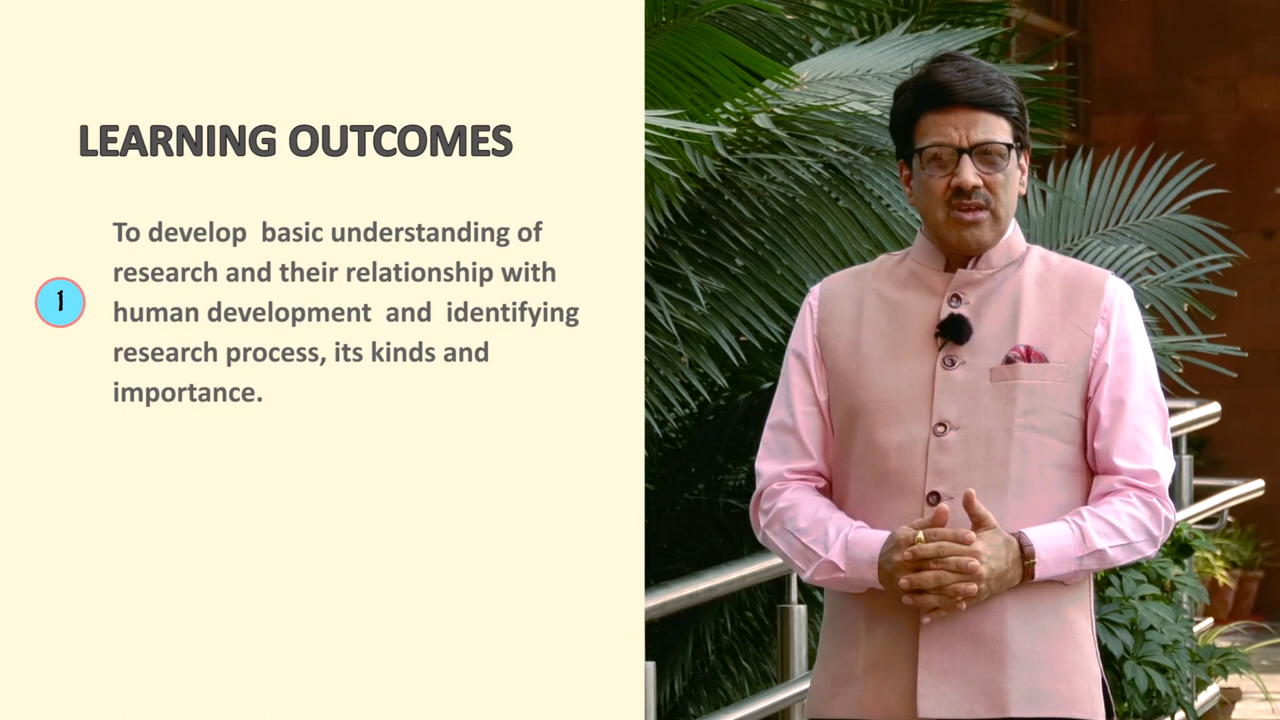 LEARNING OUTCOMES
1
To develop basic understanding of
research and their relationship with
human development and identifying
research process, its kinds and
importance.